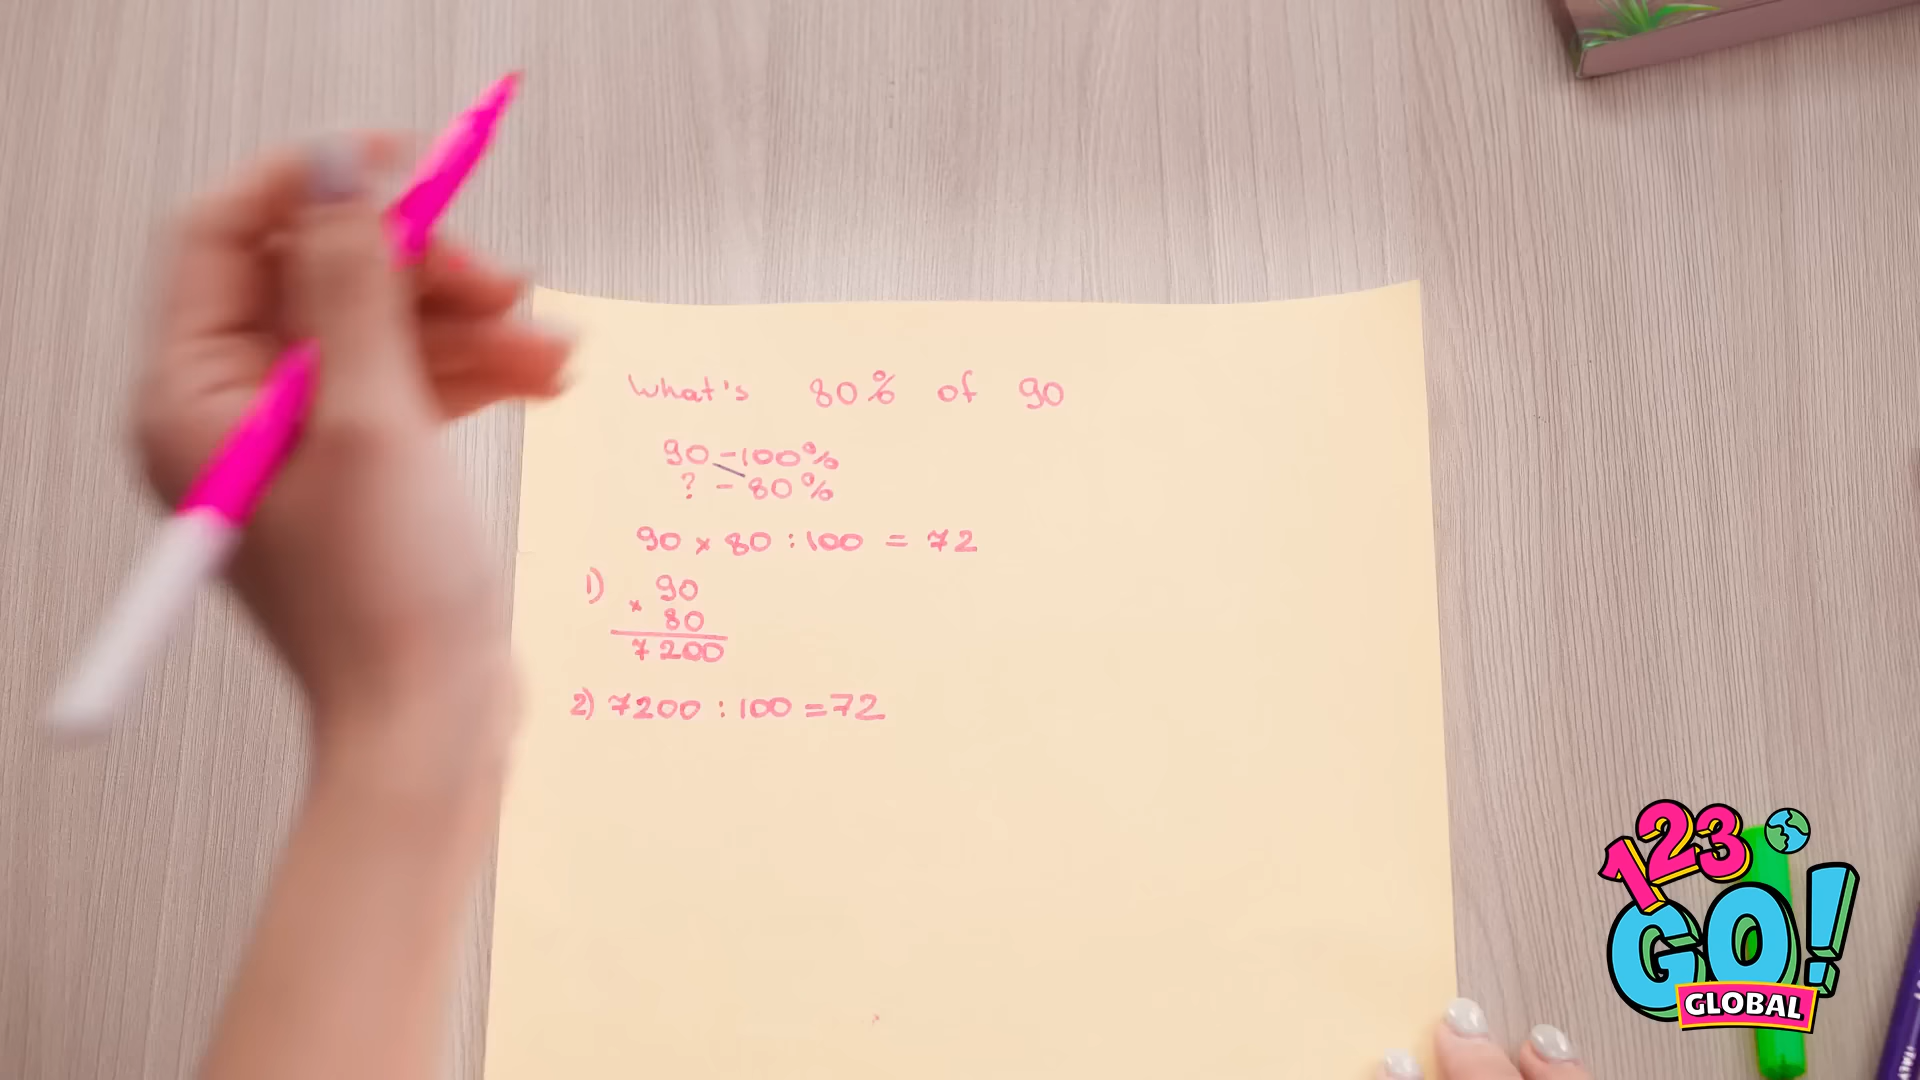 What's 80% of 90
90 - 100%
? - 80%
90 x 80 : 100 = 72
1) 90
x 80
7200
2) 7200 : 100 = 72
123
GO!
GLOBAL